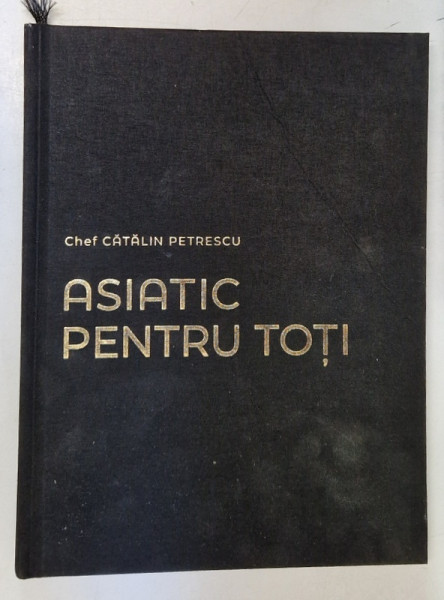 Chef CĂTĂLIN PETRESCU
ASIATIC
PENTRU TOȚI